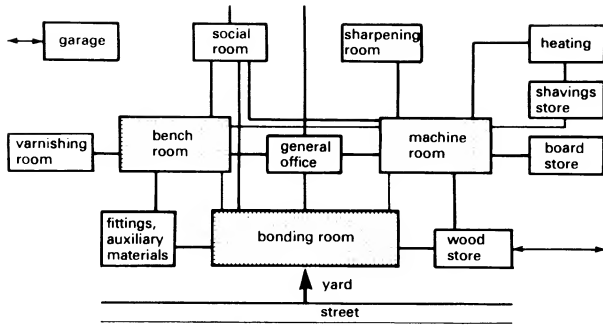 garage
social
room
sharpening
room
heating
shavings
store
varnishing
room
bench
room
general
office
machine
room
board
store
fittings,
auxiliary
materials
bonding room
wood
store
yard
street